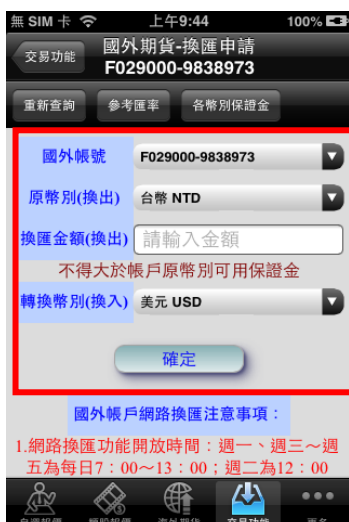 無 SIM 卡 上午9:44 100%
交易功能
國外期貨-換匯申請
F029000-9838973
重新查詢 參考匯率 各幣別保證金
國外帳號 F029000-9838973
原幣別(換出) 台幣 NTD
換匯金額(換出) 請輸入金額
不得大於帳戶原幣別可用保證金
轉換幣別(換入) 美元 USD
確定
國外帳戶網路換匯注意事項：
1.網路換匯功能開放時間：週一、週三～週
五為每日7：00～13：00；週二為12：00